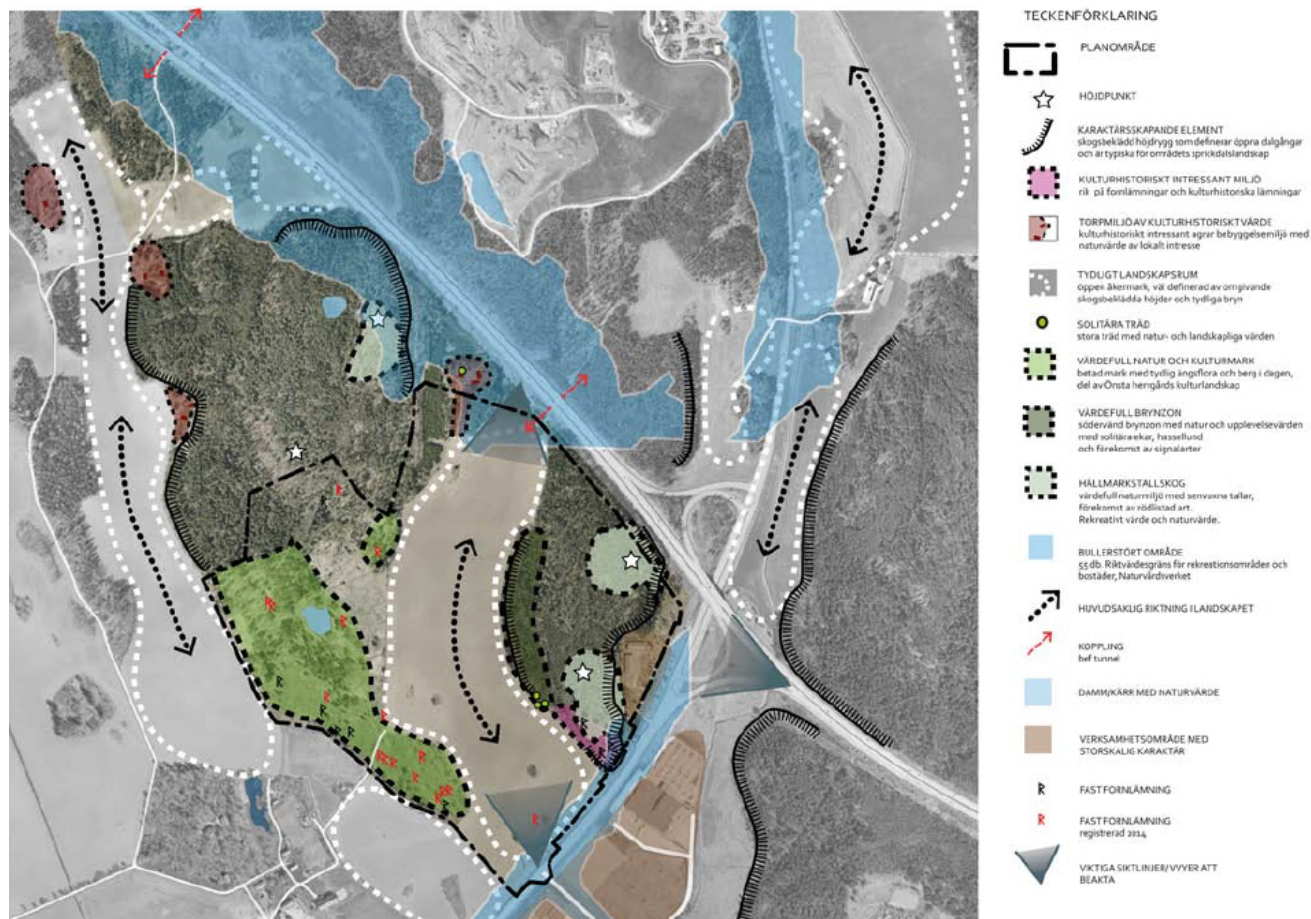 TECKENFÖRKLARING
PLANOMRÅDE
HÖJDPUNKT
KARAKTÄRSSKAPANDE ELEMENT
skogsbeklädd höjdrygg som definerar öppna dalgångar
och är typiska för områdets sprickdalslandskap
KULTURHISTORISKT INTRESSANT MILJÖ
rik på fornlämningar och kulturhistoriska lämningar
TORPMILJÖ AV KULTURHISTORISKT VÄRDE
kulturhistoriskt intressant agrar bebyggelsemiljö med
naturvärde av lokalt intresse
TYDLIGT LANDSKAPSRUM
öppen åkermark, väl definerad av omgivande
skogsbeklädda höjder och tydliga bryn
SOLITÄRA TRÄD
stora träd med natur- och landskapliga värden
VÄRDEFULL NATUR OCH KULTURMARK
betad mark med tydlig ängsflora och berg i dagen,
del av Önsta herrgårds kulturlandskap
VÄRDEFULL BRYNZON
södervänd brynzon med natur och upplevelsevärden
med solitära ekar, hassellund
och förekomst av signalarter
HÄLLMARKSTALLSKOG
värdefull naturmiljö med senvuxna tallar,
förekomst av rödlistad art.
Rekreativt värde och naturvärde.
BULLERSTÖRT OMRÅDE
55 db. Riktvärdesgräns för rekreationsområden och
bostäder, Naturvårdsverket
HUVUDSAKLIG RIKTNING I LANDSKAPET
KOPPLING
bef tunnel
DAMM/KÄRR MED NATURVÄRDE
VERKSAMHETSOMRÅDE MED
STORSKALIG KARAKTÄR
R FAST FORNLÄMNING
R FAST FORNLÄMNING
registrerad 2014
VIKTIGA SIKTLINJER/ VYER ATT
BEAKTA